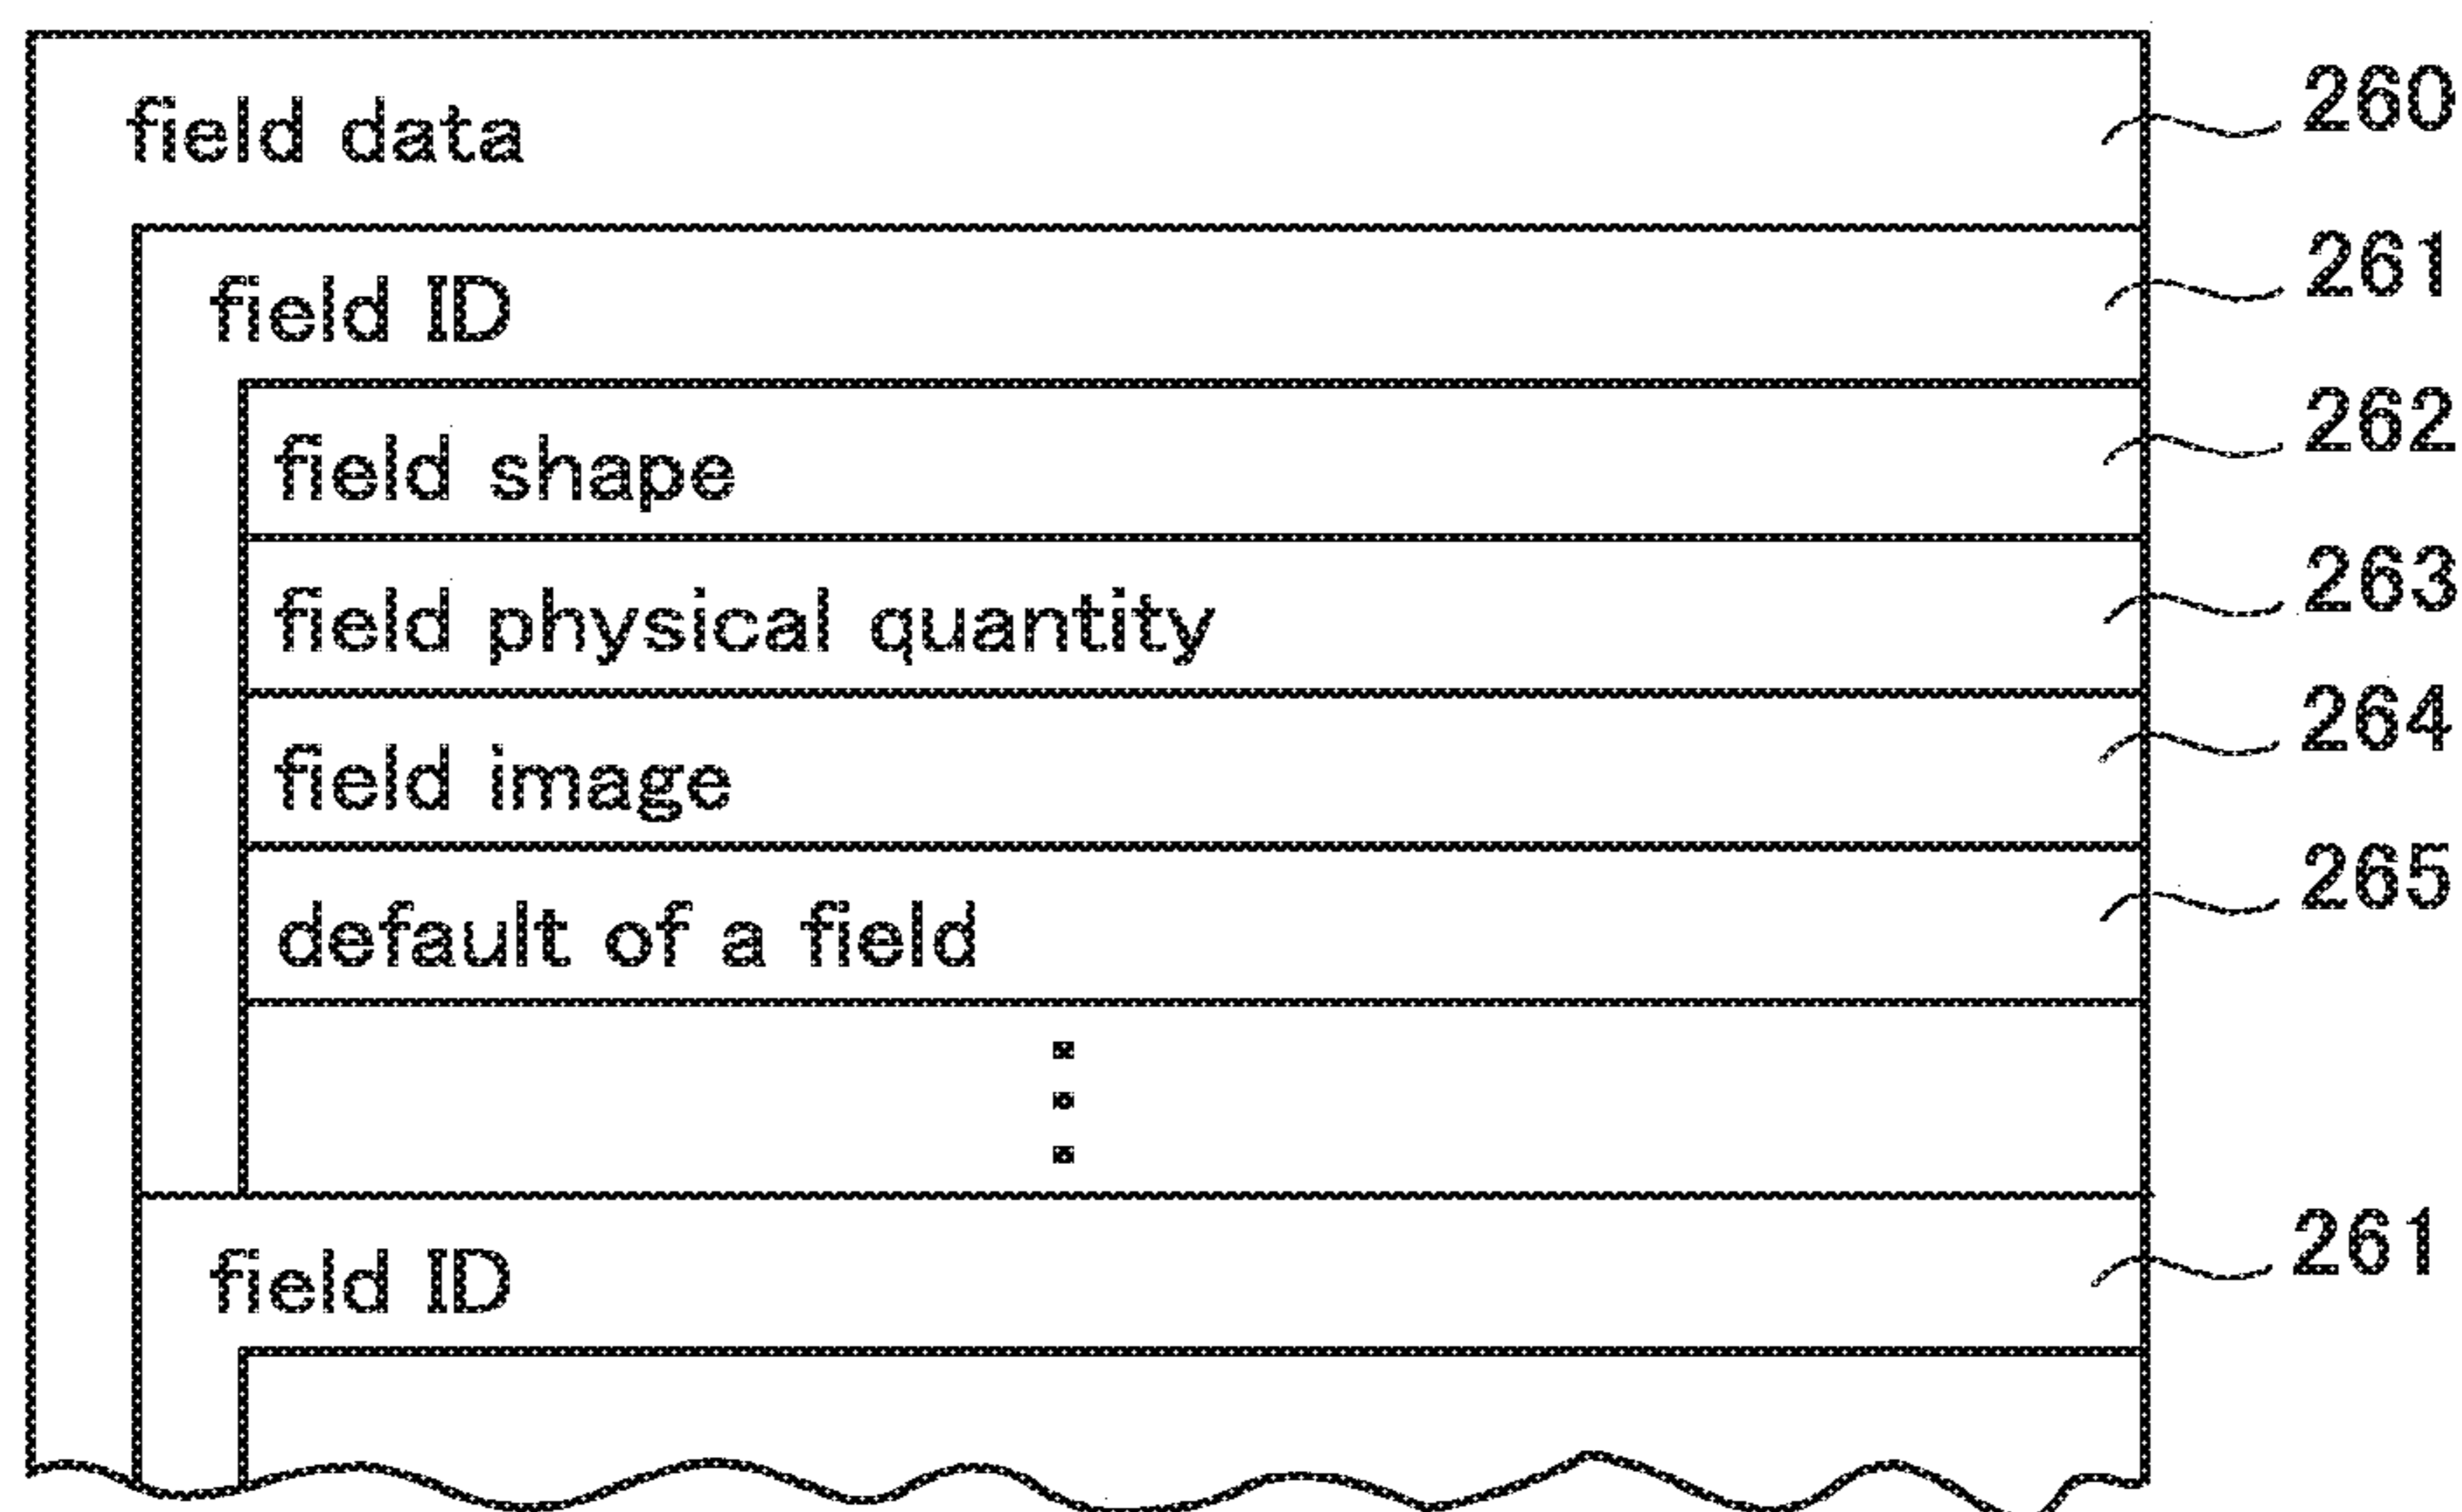 field data 260
field ID 261
field shape 262
field physical quantity 263
field image 264
default of a field 265
field ID 261